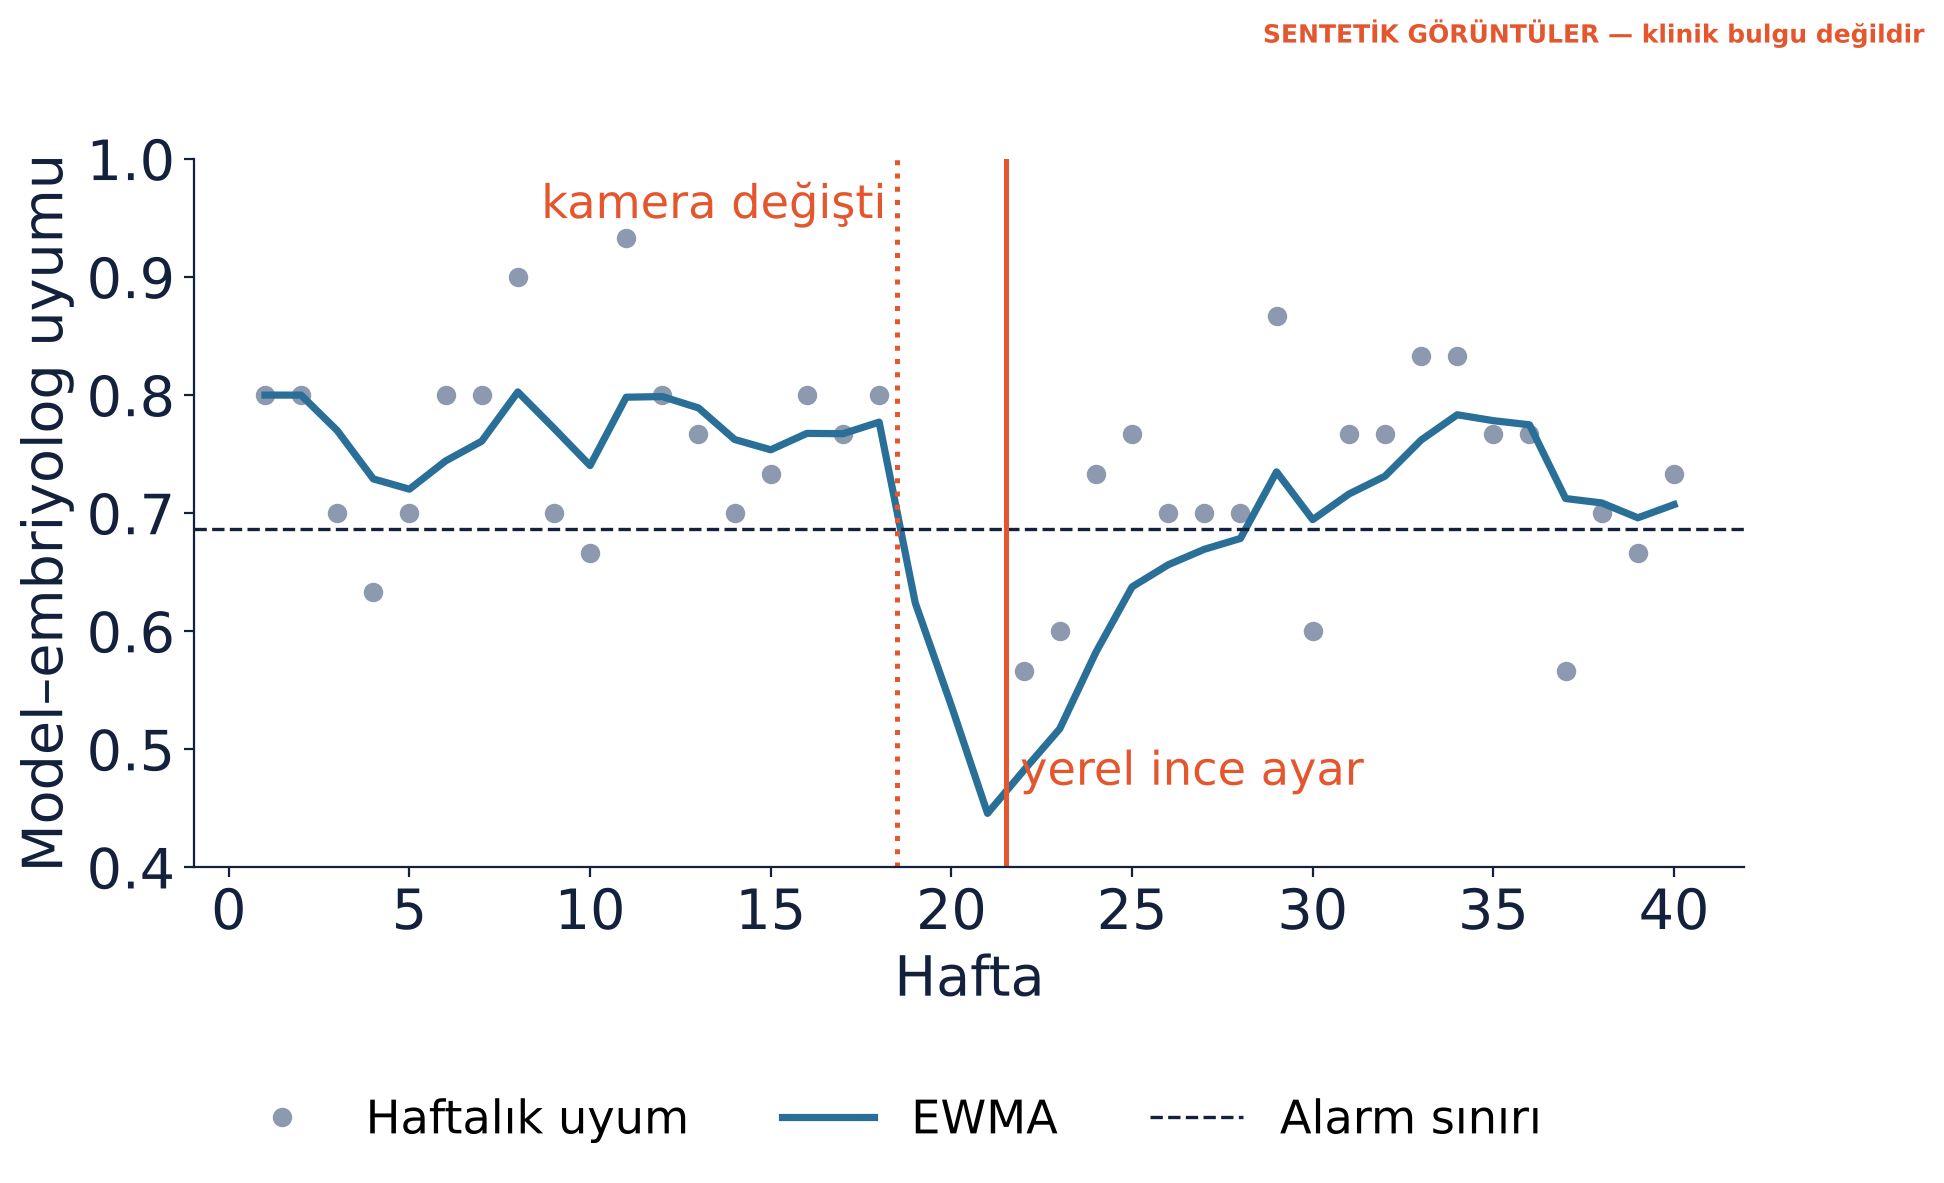 SENTETİK GÖRÜNTÜLER — klinik bulgu değildir
Model–embriyolog uyumu
1.0
0.9
0.8
0.7
0.6
0.5
0.4
kamera değişti
yerel ince ayar
0 5 10 15 20 25 30 35 40
Hafta
Haftalık uyum EWMA Alarm sınırı